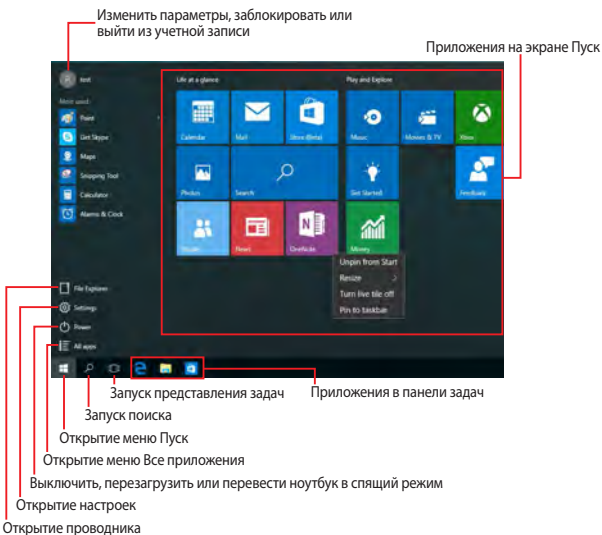 Изменить параметры, заблокировать или
выйти из учетной записи
Приложения на экране Пуск
test
Life at a glance
Play and Explore
Most used
Paint
Get Skype
Maps
Snipping Tool
Calculator
Alarms & Clock
Calendar
Mail
Store (Beta)
Music
Movies & TV
Xbox
Photos
Search
Get Started
Feedback
People
News
OneNote
Money
Unpin from Start
Resize
Turn live tile off
Pin to taskbar
File Explorer
Settings
Power
All apps
Запуск представления задач
Приложения в панели задач
Запуск поиска
Открытие меню Пуск
Открытие меню Все приложения
Выключить, перезагрузить или перевести ноутбук в спящий режим
Открытие настроек
Открытие проводника